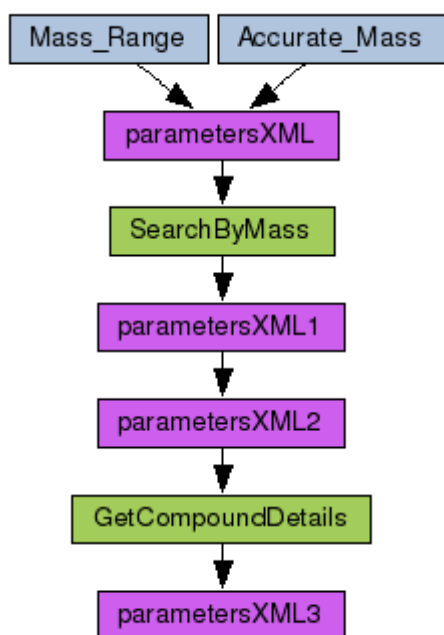 Mass_Range
Accurate_Mass
parametersXML
SearchByMass
parametersXML1
parametersXML2
GetCompoundDetails
parametersXML3